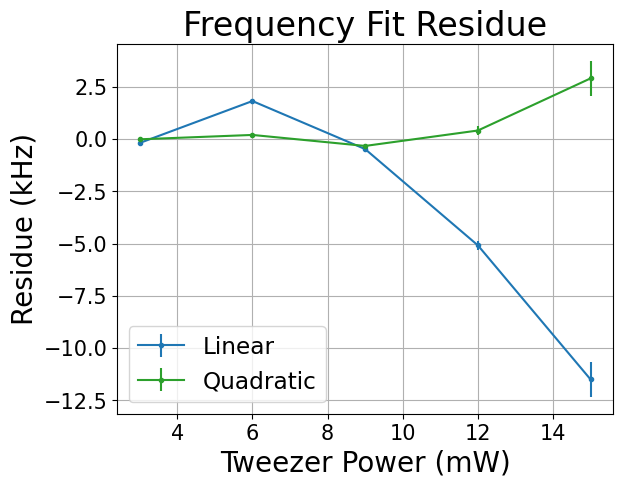 Frequency Fit Residue
Residue (kHz)
2.5
0.0
−2.5
−5.0
−7.5
−10.0
−12.5
Linear
Quadratic
4 6 8 10 12 14
Tweezer Power (mW)